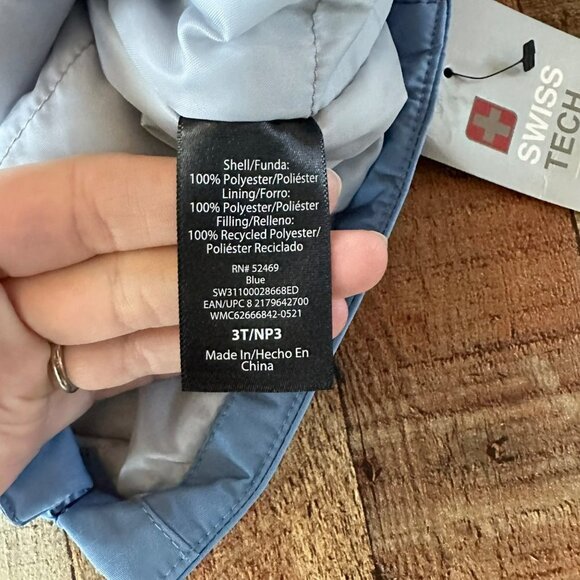 Shell/Funda:
100% Polyester/Poliéster
Lining/Forro:
100% Polyester/Poliéster
Filling/Relleno:
100% Recycled Polyester/
Poliéster Reciclado
RN# 52469
Blue
SW31100028668ED
EAN/UPC 8 2179642700
WMC62666842-0521
3T/NP3
Made In/Hecho En
China
SWISS
TECH